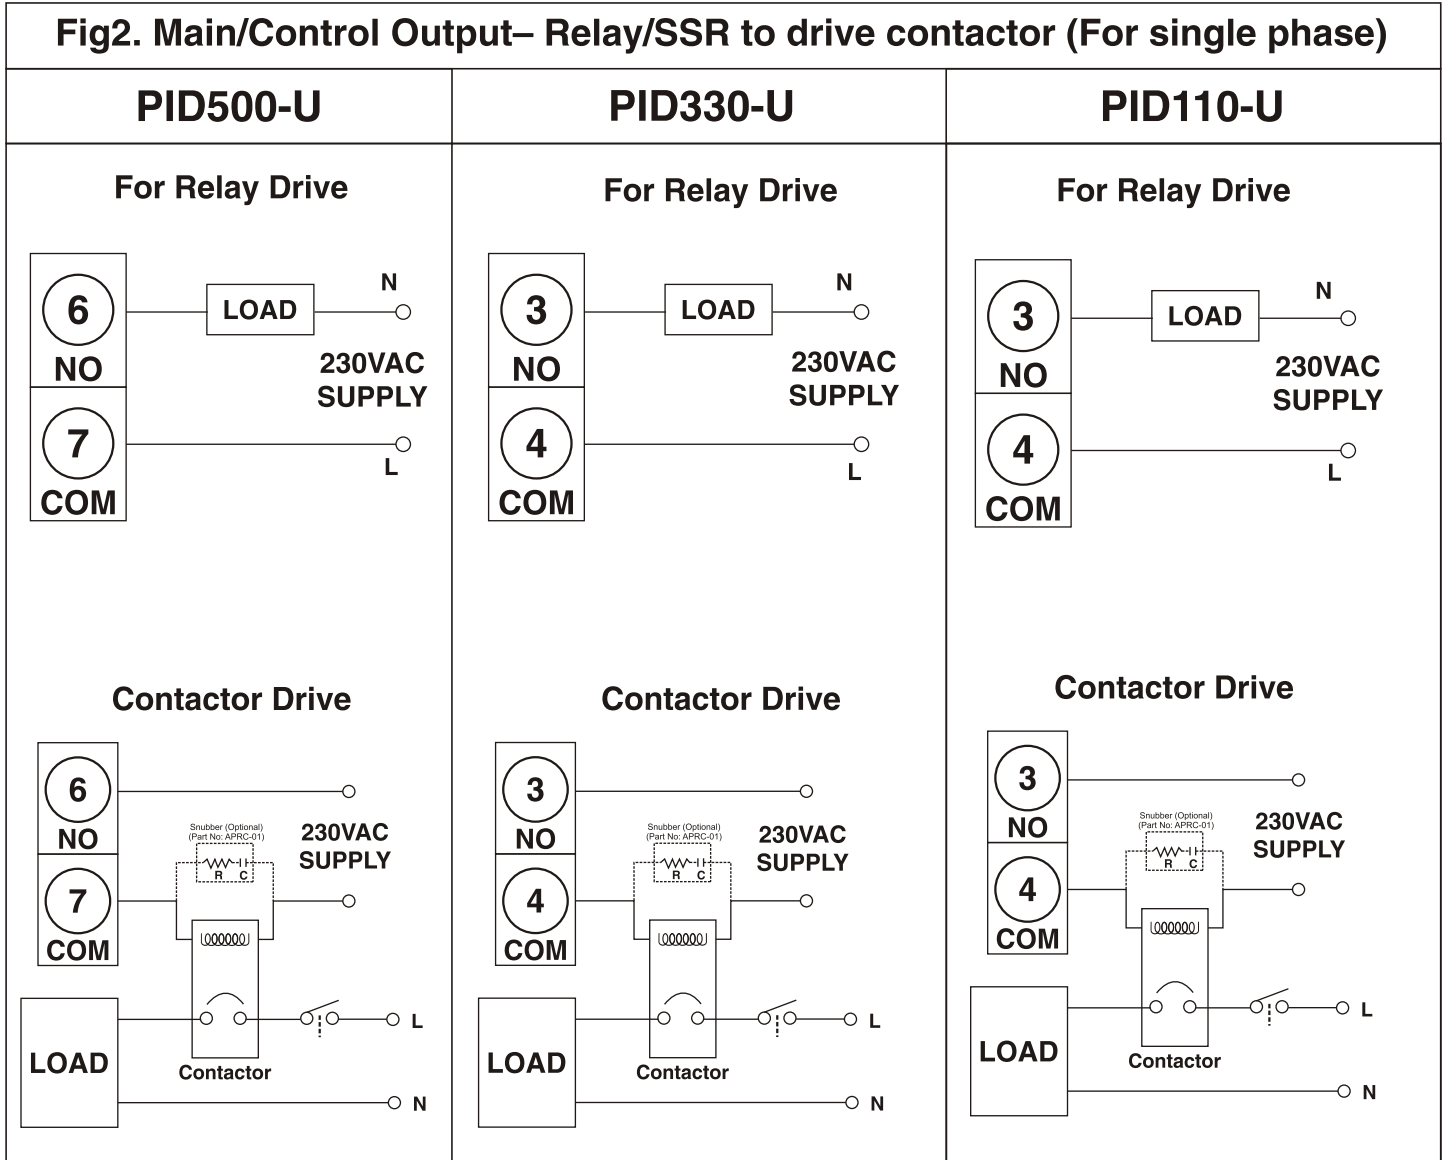 Fig2. Main/Control Output– Relay/SSR to drive contactor (For single phase)
PID500-U
PID330-U
PID110-U
For Relay Drive
6
NO
7
COM
LOAD
N
230VAC
SUPPLY
L
For Relay Drive
3
NO
4
COM
LOAD
N
230VAC
SUPPLY
L
For Relay Drive
3
NO
4
COM
LOAD
N
230VAC
SUPPLY
L
Contactor Drive
6
NO
7
COM
Snubber (Optional)
(Part No: APRC-01)
R C
230VAC
SUPPLY
LOAD
Contactor
L
N
Contactor Drive
3
NO
4
COM
Snubber (Optional)
(Part No: APRC-01)
R C
230VAC
SUPPLY
LOAD
Contactor
L
N
Contactor Drive
3
NO
4
COM
Snubber (Optional)
(Part No: APRC-01)
R C
230VAC
SUPPLY
LOAD
Contactor
L
N